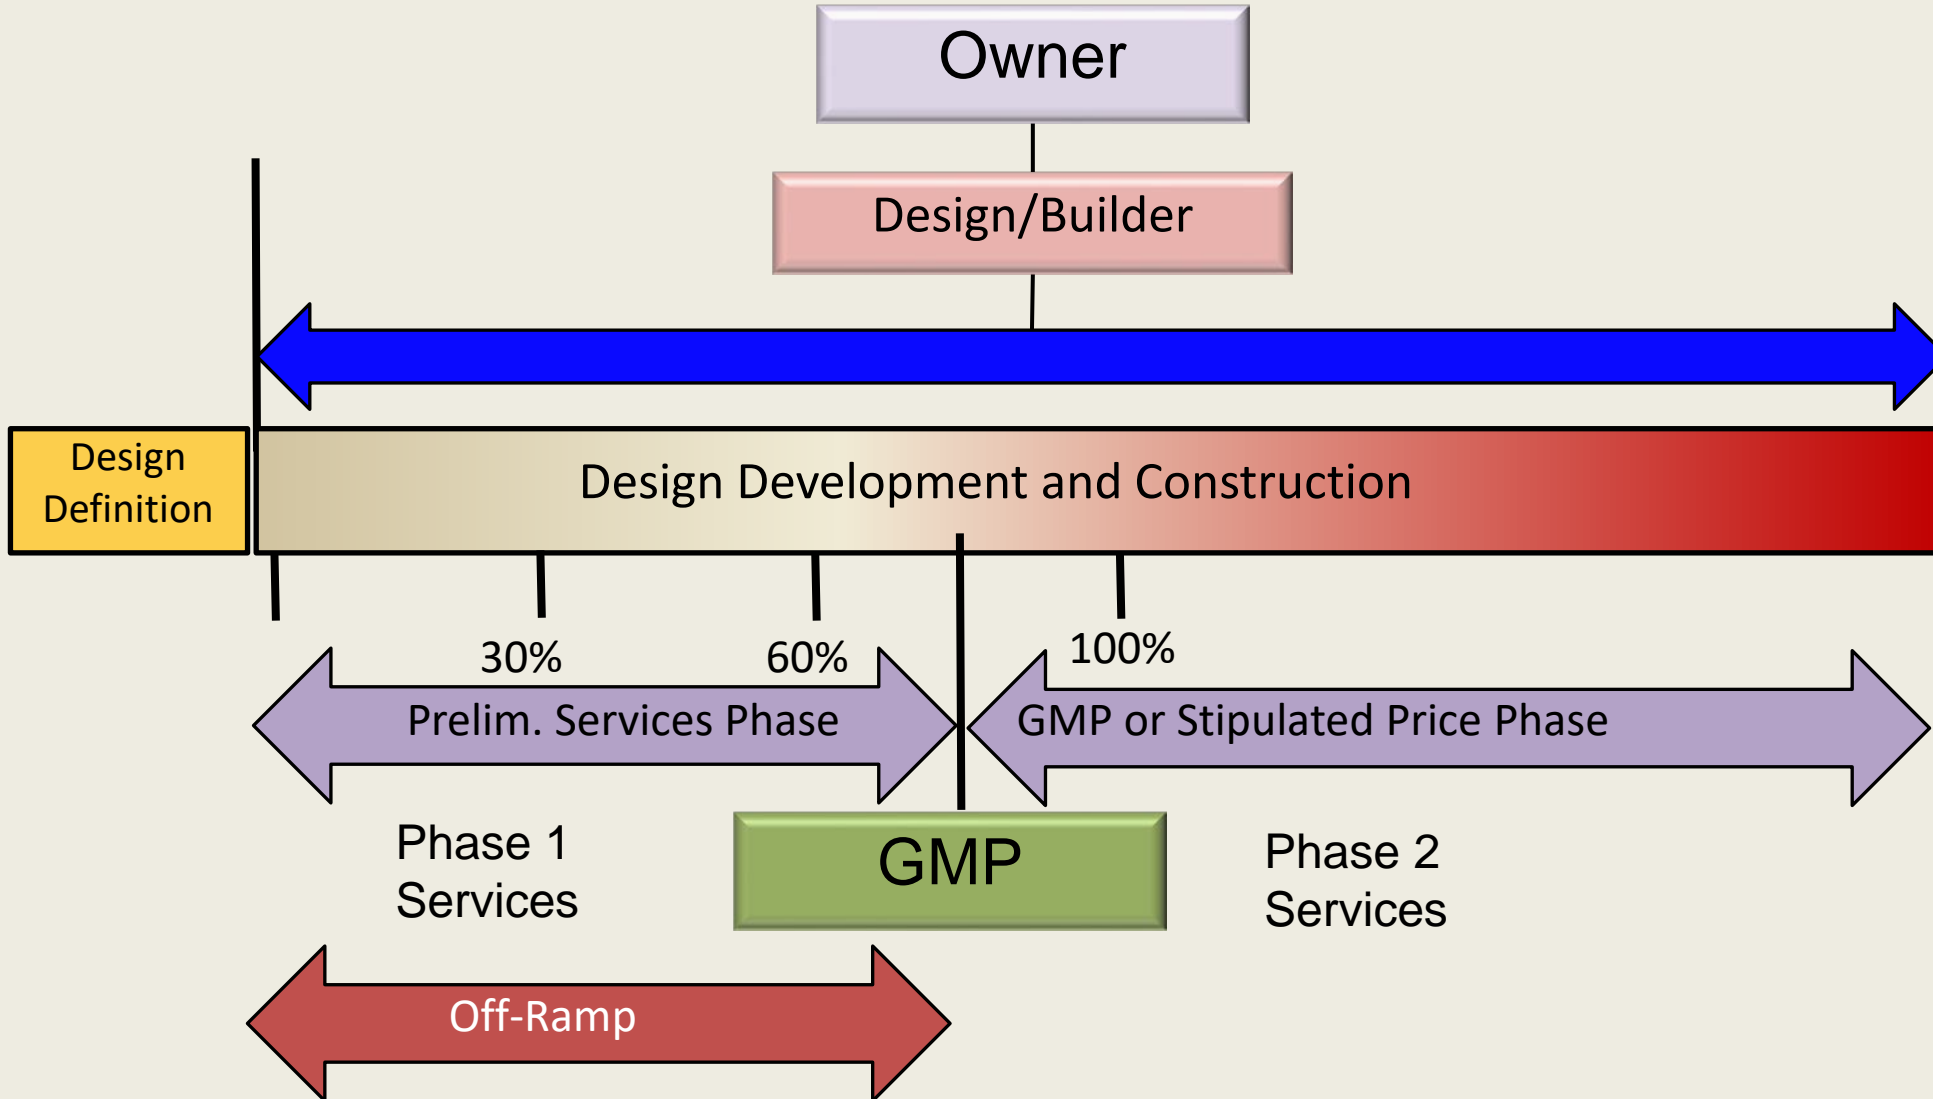 Owner
Design/Builder
Design
Definition
Design Development and Construction
30%
60%
100%
Prelim. Services Phase
GMP or Stipulated Price Phase
Phase 1
Services
GMP
Phase 2
Services
Off-Ramp